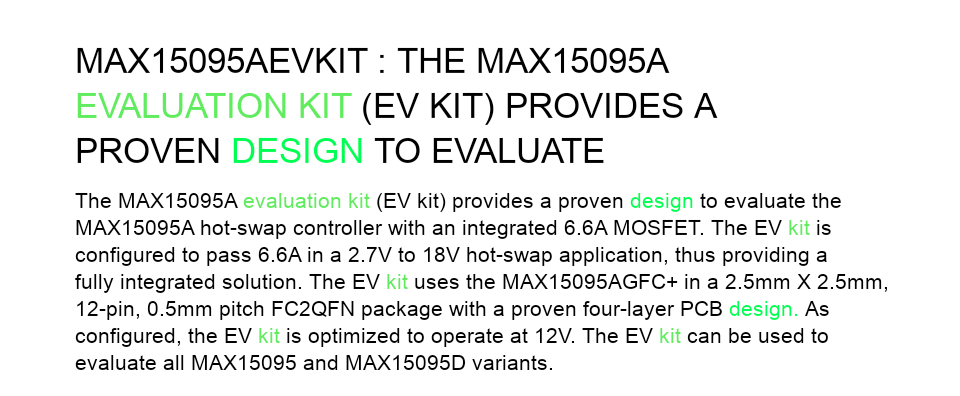 MAX15095AEVKIT : THE MAX15095A
EVALUATION KIT (EV KIT) PROVIDES A
PROVEN DESIGN TO EVALUATE
The MAX15095A evaluation kit (EV kit) provides a proven design to evaluate the
MAX15095A hot-swap controller with an integrated 6.6A MOSFET. The EV kit is
configured to pass 6.6A in a 2.7V to 18V hot-swap application, thus providing a
fully integrated solution. The EV kit uses the MAX15095AGFC+ in a 2.5mm X 2.5mm,
12-pin, 0.5mm pitch FC2QFN package with a proven four-layer PCB design. As
configured, the EV kit is optimized to operate at 12V. The EV kit can be used to
evaluate all MAX15095 and MAX15095D variants.